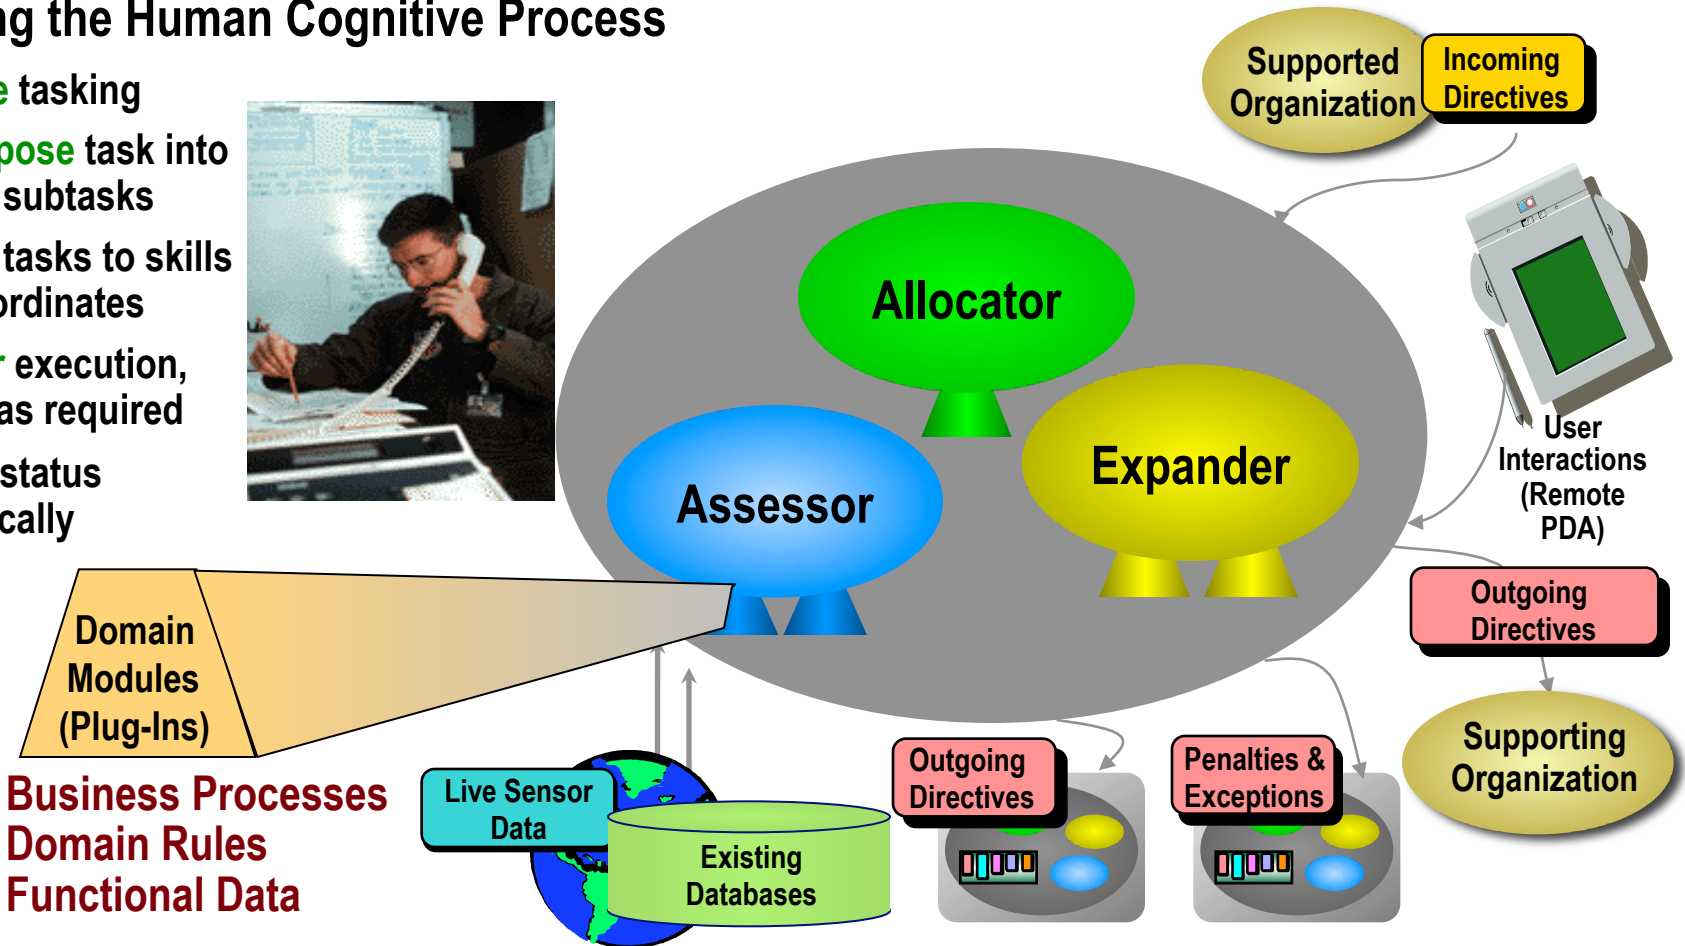 ng the Human Cognitive Process
e tasking
pose task into
subtasks
tasks to skills
ordinates
r execution,
as required
status
cally
Supported
Organization
Incoming
Directives
Allocator
Expander
Assessor
User
Interactions
(Remote
PDA)
Outgoing
Directives
Supporting
Organization
Domain
Modules
(Plug-Ins)
Business Processes
Domain Rules
Functional Data
Live Sensor
Data
Existing
Databases
Outgoing
Directives
Penalties &
Exceptions